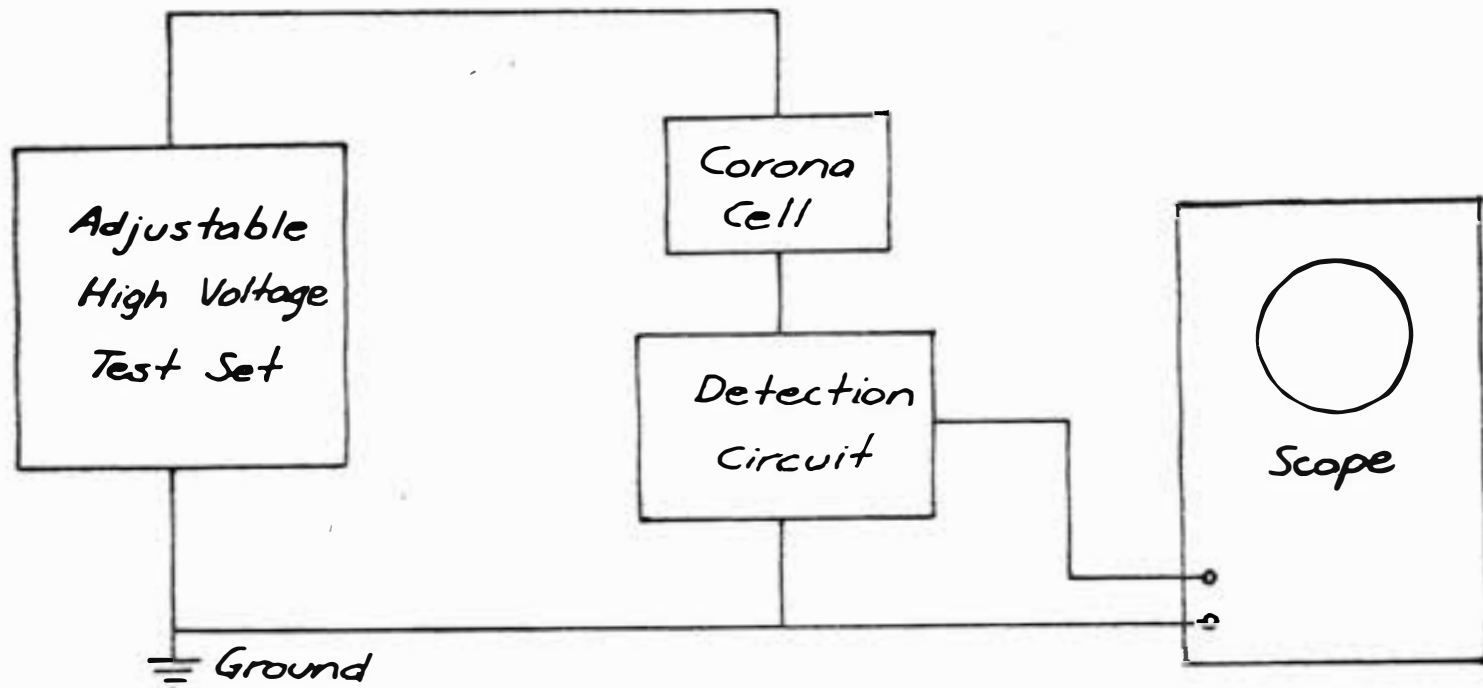 Adjustable
High Voltage
Test Set
Corona
Cell
Detection
Circuit
Scope
Ground